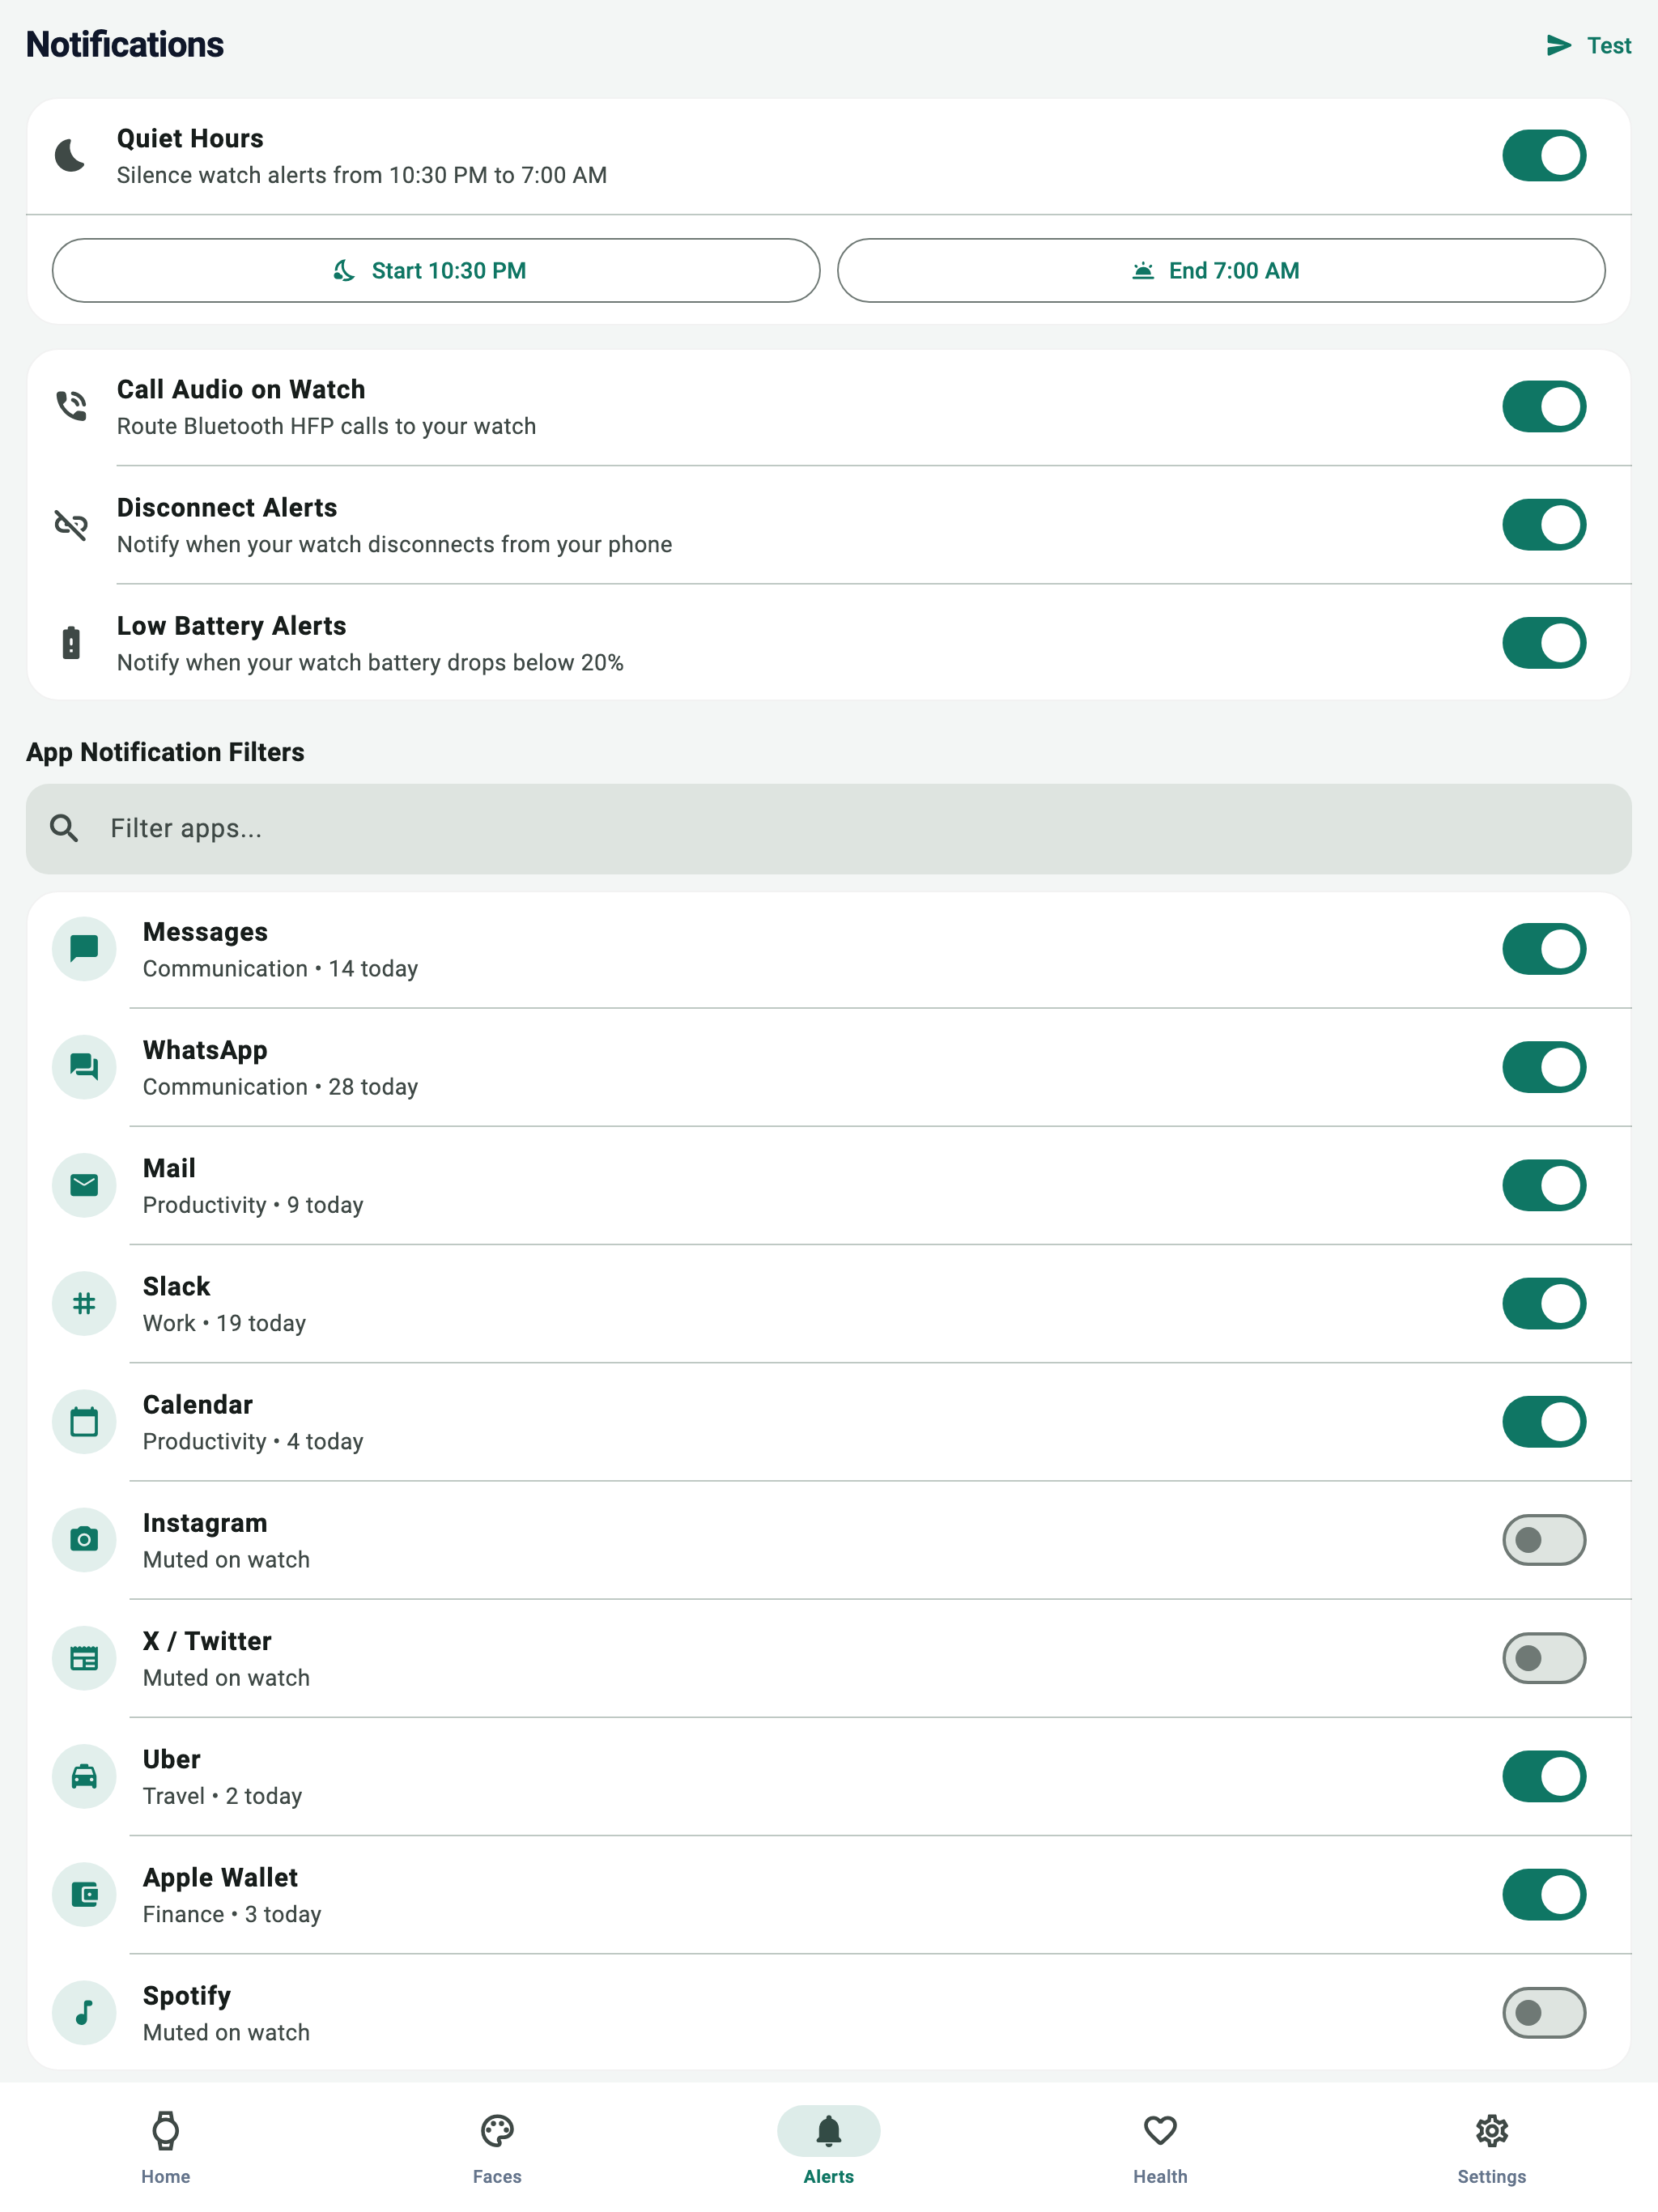 Notifications
Test
Quiet Hours
Silence watch alerts from 10:30 PM to 7:00 AM
Start 10:30 PM
End 7:00 AM
Call Audio on Watch
Route Bluetooth HFP calls to your watch
Disconnect Alerts
Notify when your watch disconnects from your phone
Low Battery Alerts
Notify when your watch battery drops below 20%
App Notification Filters
Filter apps...
Messages
Communication • 14 today
WhatsApp
Communication • 28 today
Mail
Productivity • 9 today
Slack
Work • 19 today
Calendar
Productivity • 4 today
Instagram
Muted on watch
X / Twitter
Muted on watch
Uber
Travel • 2 today
Apple Wallet
Finance • 3 today
Spotify
Muted on watch
Home
Faces
Alerts
Health
Settings